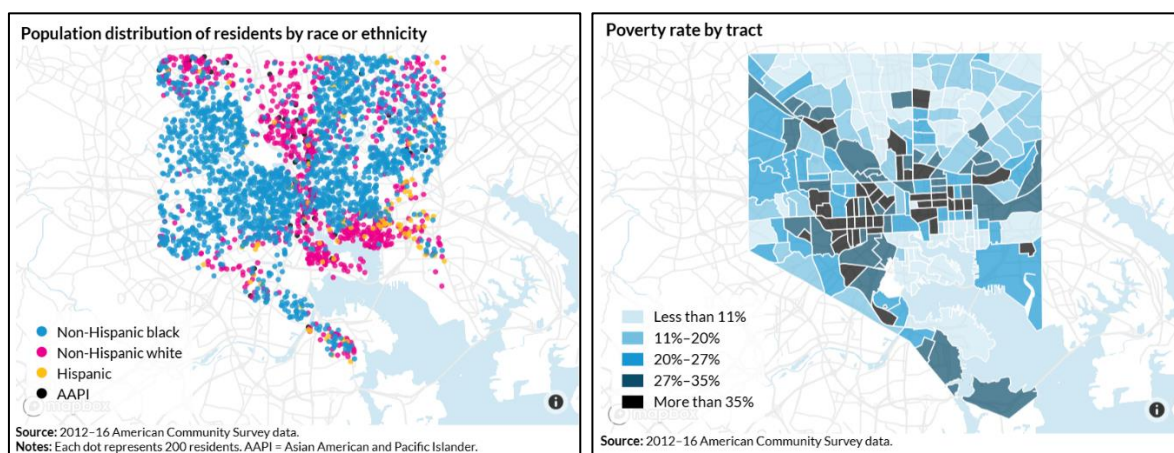 Population distribution of residents by race or ethnicity
Non-Hispanic black
Non-Hispanic white
Hispanic
AAPI
mapbox
Source: 2012–16 American Community Survey data.
Notes: Each dot represents 200 residents. AAPI = Asian American and Pacific Islander.
Poverty rate by tract
Less than 11%
11%–20%
20%–27%
27%–35%
More than 35%
mapbox
Source: 2012–16 American Community Survey data.